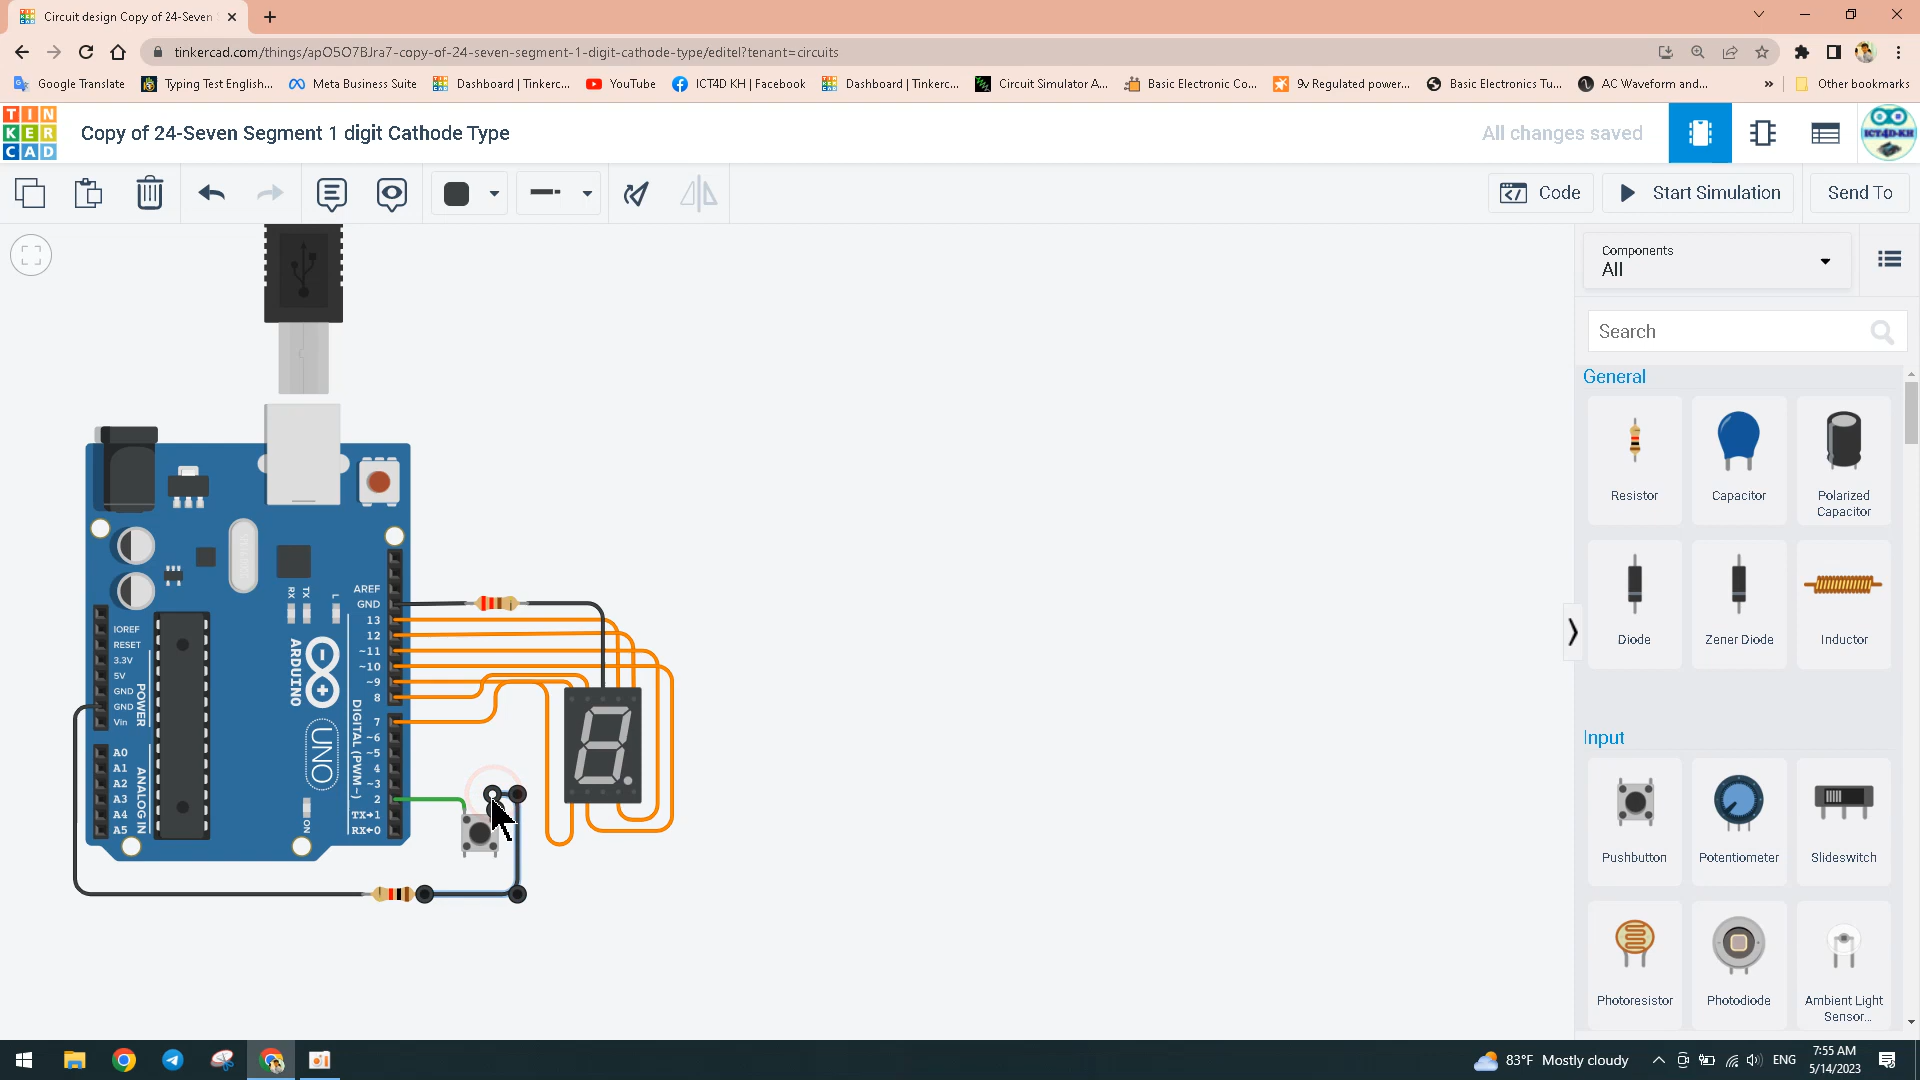 Circuit design Copy of 24-Seven
tinkercad.com/things/apO5O7BJra7-copy-of-24-seven-segment-1-digit-cathode-type/editel?tenant=circuits
Google Translate
Typing Test English...
Meta Business Suite
Dashboard | Tinkerc...
YouTube
ICT4D KH | Facebook
Dashboard | Tinkerc...
Circuit Simulator A...
Basic Electronic Co...
9v Regulated power...
Basic Electronics Tu...
AC Waveform and...
»
Other bookmarks
TIN
KER
CAD
Copy of 24-Seven Segment 1 digit Cathode Type
All changes saved
ICT4D-KH
Code
Start Simulation
Send To
Components
All
Search
General
Resistor
Capacitor
Polarized
Capacitor
Diode
Zener Diode
Inductor
Input
Pushbutton
Potentiometer
Slideswitch
Photoresistor
Photodiode
Ambient Light
Sensor...
AREF
GND
13
12
~11
~10
~9
8
7
~6
~5
4
~3
2
TX→1
RX←0
IOREF
RESET
3.3V
5V
GND
GND
Vin
A0
A1
A2
A3
A4
A5
POWER
ANALOG IN
RX
TX
L
ON
ARDUINO
UNO
DIGITAL (PWM~)
83°F Mostly cloudy
ENG
7:55 AM
5/14/2023